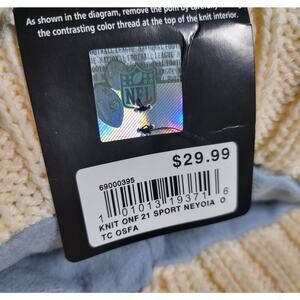 As shown in the diagram, remove the pom by carefully
the contrasting color thread at the top of the knit interior.
NFL
$29.99
69000395
1 01013 19371 6
KNIT ONF 21 SPORT NEYOIA O
TC OSFA